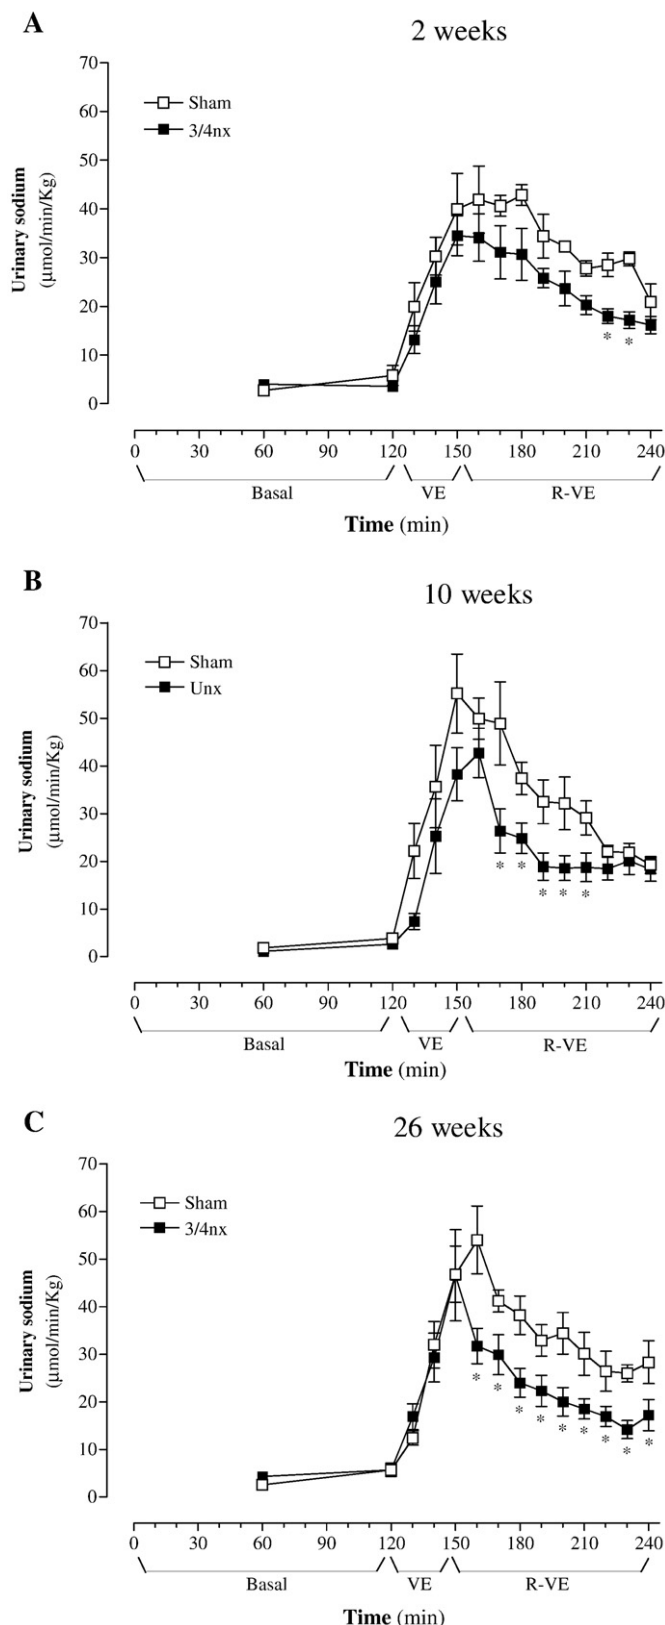 A
2 weeks
70
60
50
40
30
20
10
0
Urinary sodium
(µmol/min/Kg)
Sham
3/4nx
* *
0 30 60 90 120 150 180 210 240
Basal VE R-VE
Time (min)
B
10 weeks
70
60
50
40
30
20
10
0
Urinary sodium
(µmol/min/Kg)
Sham
Unx
* * * * *
0 30 60 90 120 150 180 210 240
Basal VE R-VE
Time (min)
C
26 weeks
70
60
50
40
30
20
10
0
Urinary sodium
(µmol/min/Kg)
Sham
3/4nx
* * * * * * * * *
0 30 60 90 120 150 180 210 240
Basal VE R-VE
Time (min)